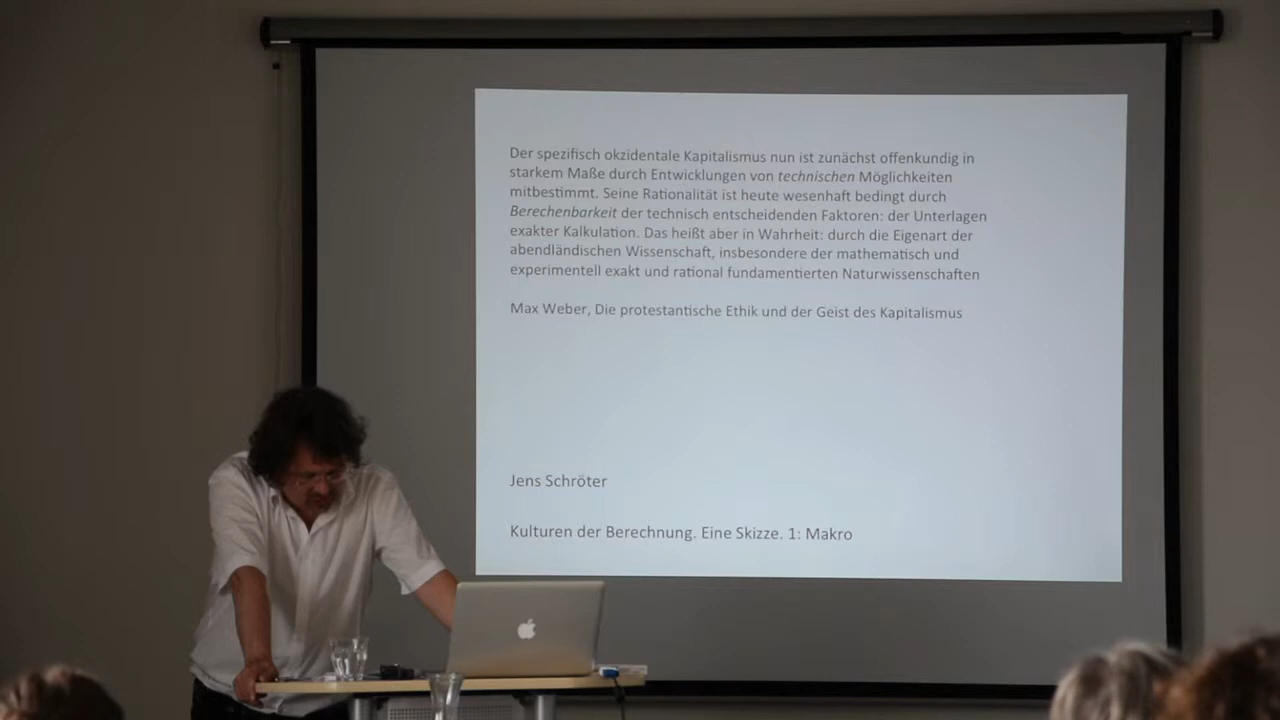 Der spezifisch okzidentale Kapitalismus nun ist zunächst offenkundig in
starkem Maße durch Entwicklungen von technischen Möglichkeiten
mitbestimmt. Seine Rationalität ist heute wesenhaft bedingt durch
Berechenbarkeit der technisch entscheidenden Faktoren: der Unterlagen
exakter Kalkulation. Das heißt aber in Wahrheit: durch die Eigenart der
abendländischen Wissenschaft, insbesondere der mathematisch und
experimentell exakt und rational fundamentierten Naturwissenschaften
Max Weber, Die protestantische Ethik und der Geist des Kapitalismus
Jens Schröter
Kulturen der Berechnung. Eine Skizze. 1: Makro